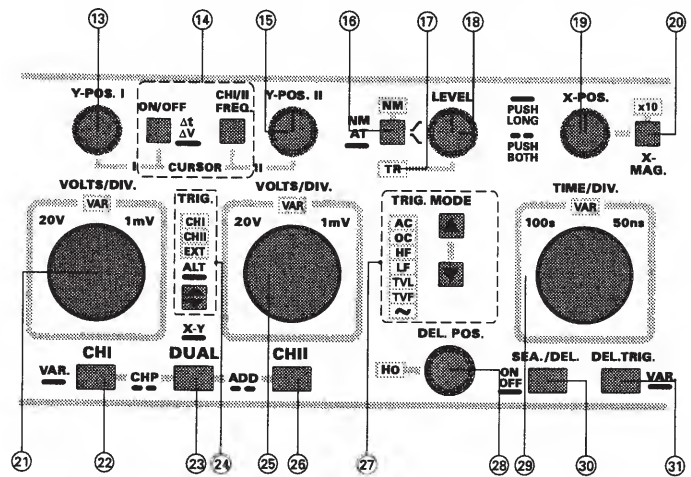 13 14 15 16 17 18 19 20
Y-POS. I
ON/OFF
Δt
ΔV
CHI/II
FREQ.
Y-POS. II
I CURSOR II
NM
AT
NM
LEVEL
TR
PUSH
LONG
PUSH
BOTH
X-POS.
x10
X-
MAG.
VOLTS/DIV.
VAR
20V 1mV
TRIG.
CHI
CHII
EXT
ALT
VOLTS/DIV.
VAR
20V 1mV
TRIG. MODE
AC
OC
HF
LF
TVL
TVF
~
TIME/DIV.
VAR
100s 50ns
X-Y
VAR.
CHI
CHP
DUAL
ADD
CHII
HO
DEL. POS.
ON
OFF
SEA./DEL.
DEL.TRIG.
VAR
21 22 23 24 25 26 27 28 29 30 31